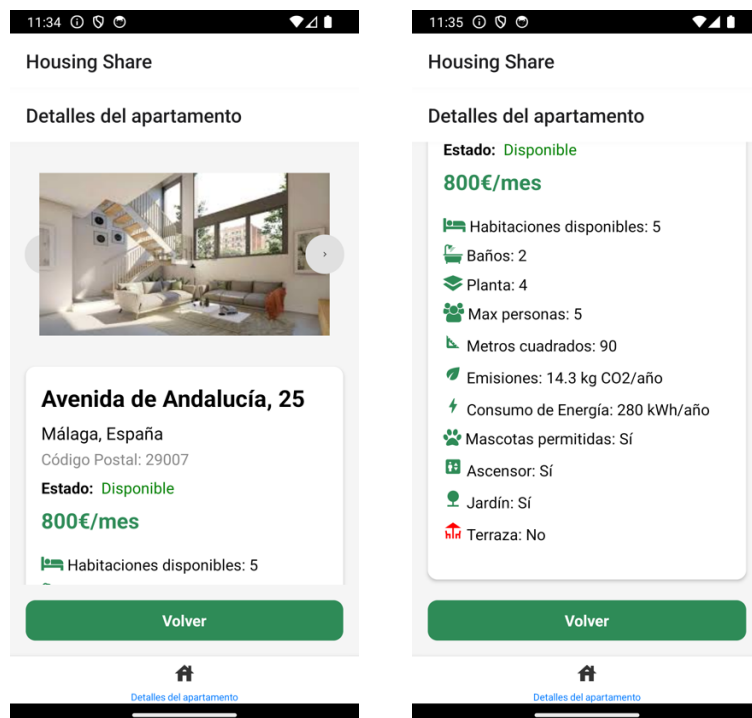 11:34
Housing Share
Detalles del apartamento
Avenida de Andalucía, 25
Málaga, España
Código Postal: 29007
Estado: Disponible
800€/mes
Habitaciones disponibles: 5
Volver
Detalles del apartamento
11:35
Housing Share
Detalles del apartamento
Estado: Disponible
800€/mes
Habitaciones disponibles: 5
Baños: 2
Planta: 4
Max personas: 5
Metros cuadrados: 90
Emisiones: 14.3 kg CO2/año
Consumo de Energía: 280 kWh/año
Mascotas permitidas: Sí
Ascensor: Sí
Jardín: Sí
Terraza: No
Volver
Detalles del apartamento